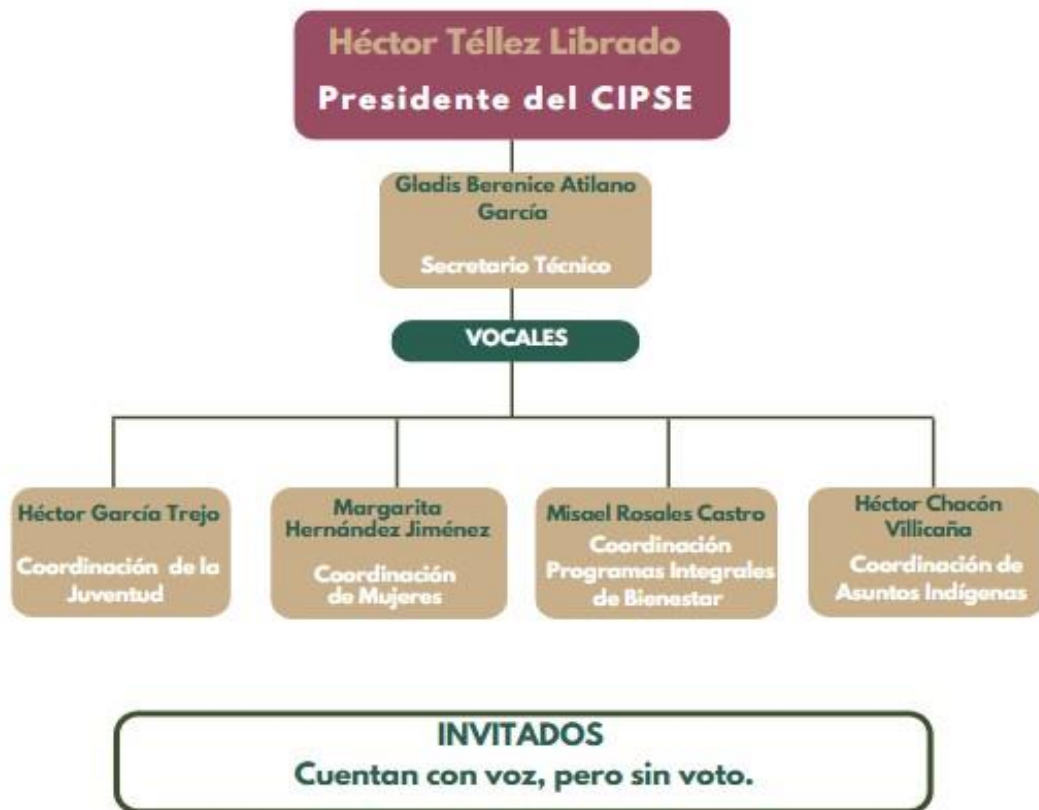 Héctor Téllez Librado
Presidente del CIPSE
Gladis Berenice Atilano
García
Secretario Técnico
VOCALES
Héctor García Trejo
Coordinación de la
Juventud
Margarita
Hernández Jiménez
Coordinación
de Mujeres
Misael Rosales Castro
Coordinación
Programas Integrales
de Bienestar
Héctor Chacón
Villicaña
Coordinación de
Asuntos Indígenas
INVITADOS
Cuentan con voz, pero sin voto.